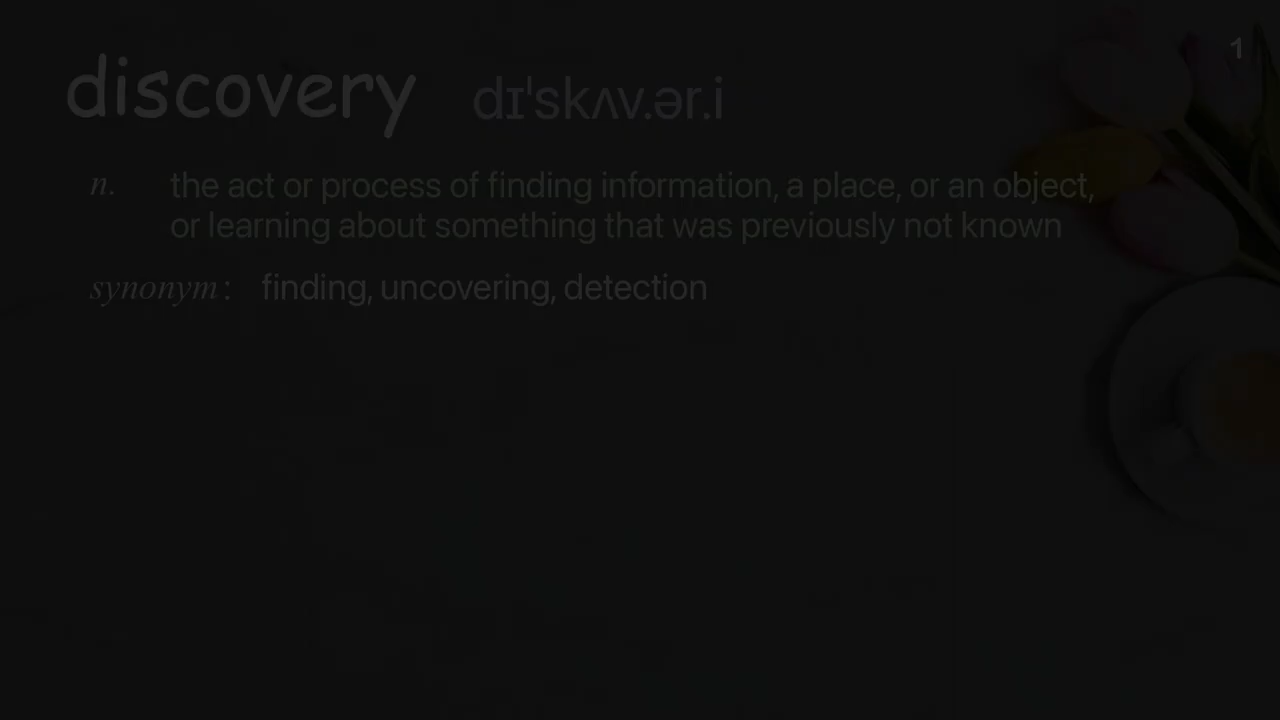 1
discovery dɪˈskʌv.ər.i
n. the act or process of finding information, a place, or an object,
or learning about something that was previously not known
synonym : finding, uncovering, detection